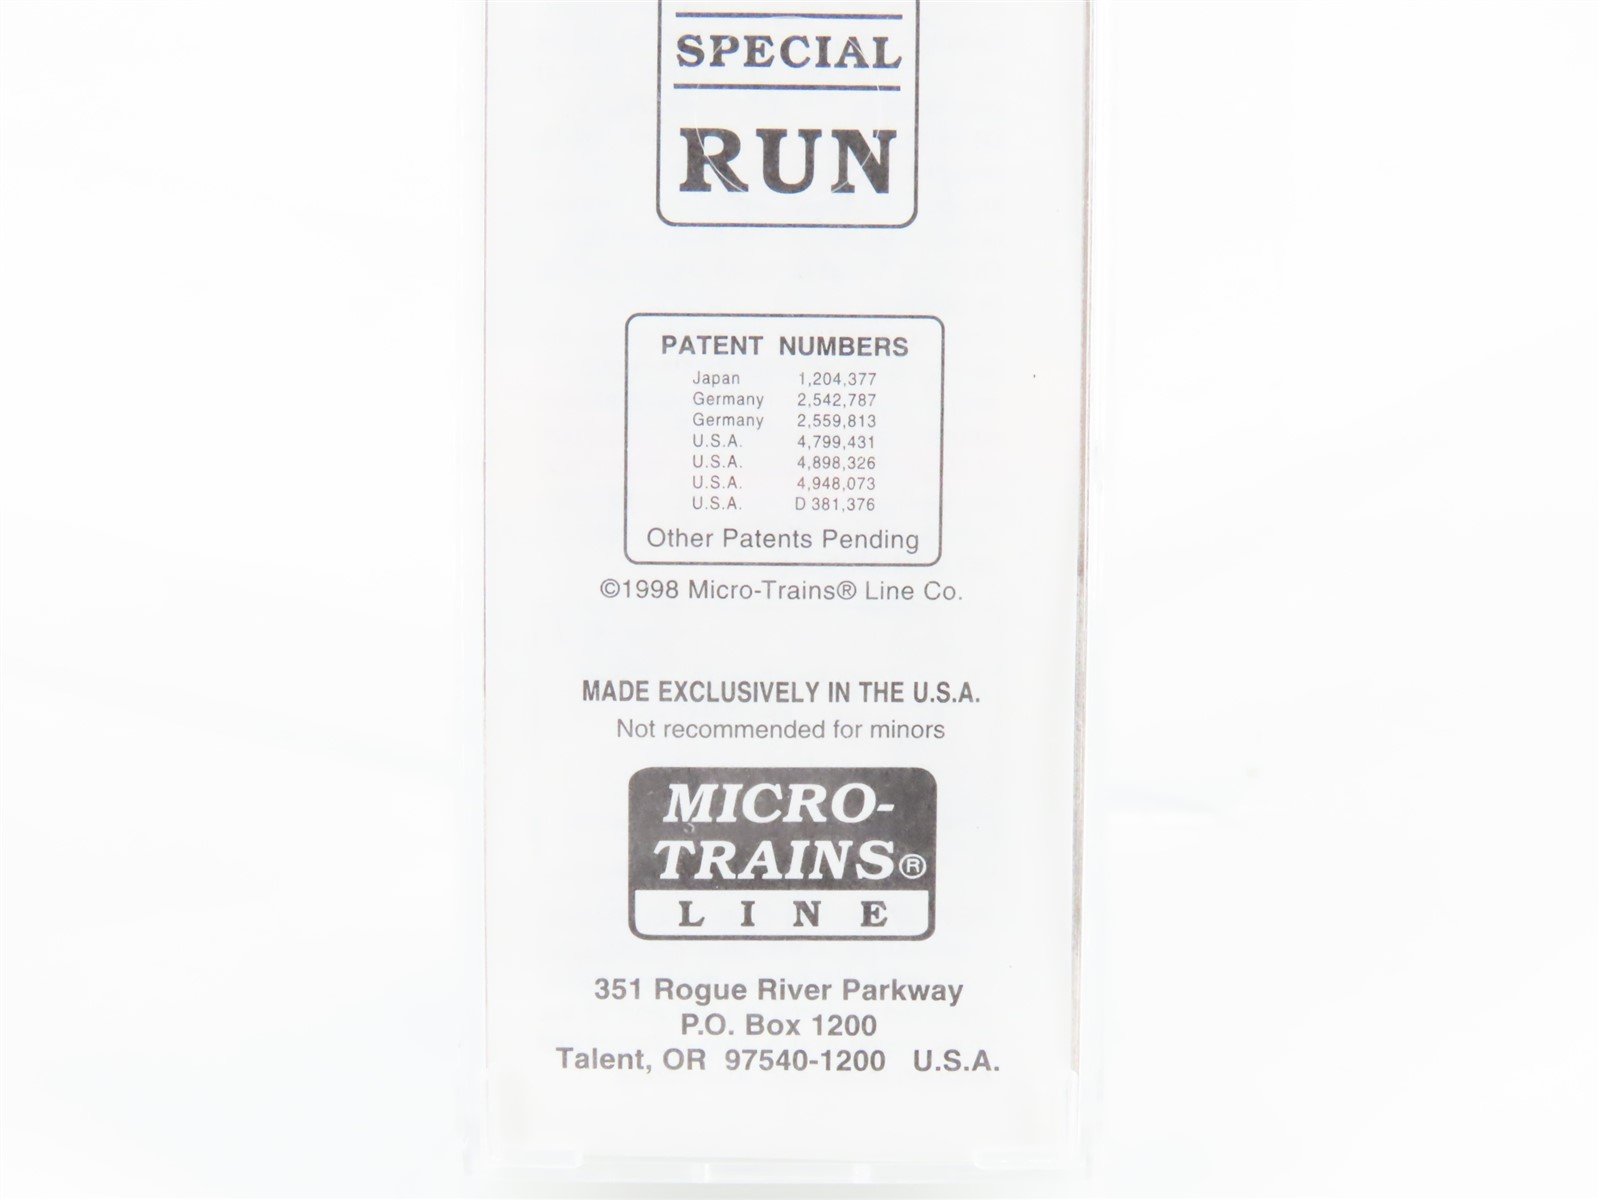 SPECIAL
RUN
PATENT NUMBERS
Japan 1,204,377
Germany 2,542,787
Germany 2,559,813
U.S.A. 4,799,431
U.S.A. 4,898,326
U.S.A. 4,948,073
U.S.A. D 381,376
Other Patents Pending
©1998 Micro-Trains® Line Co.
MADE EXCLUSIVELY IN THE U.S.A.
Not recommended for minors
MICRO-
TRAINS®
LINE
351 Rogue River Parkway
P.O. Box 1200
Talent, OR 97540-1200 U.S.A.